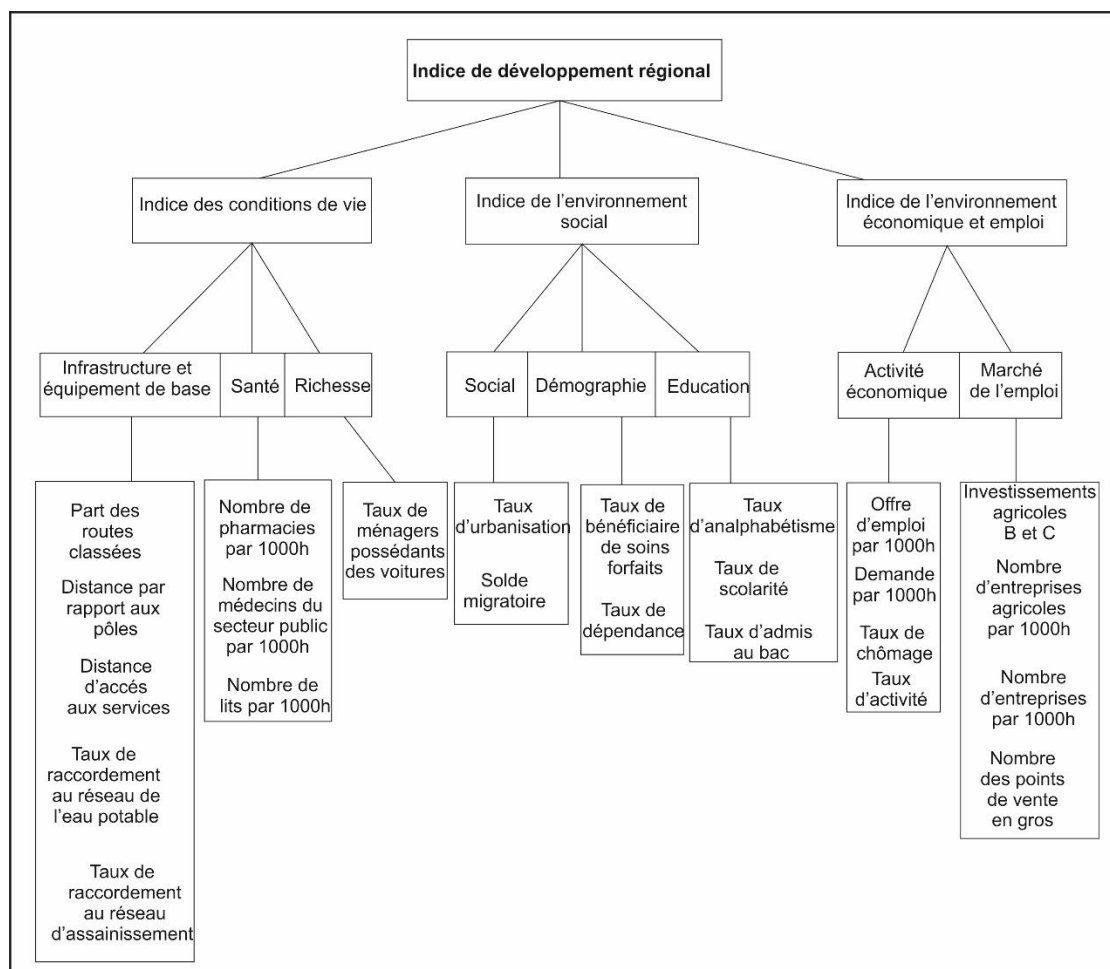 Indice de développement régional
Indice des conditions de vie
Indice de l'environnement
social
Indice de l'environnement
économique et emploi
Infrastructure et
équipement de base
Santé
Richesse
Social
Démographie
Education
Activité
économique
Marché
de l'emploi
Part des
routes
classées
Distance par
rapport aux
pôles
Distance
d'accés
aux services
Taux de
raccordement
au réseau de
l'eau potable
Taux de
raccordement
au réseau
d'assainissement
Nombre de
pharmacies
par 1000h
Nombre de
médecins du
secteur public
par 1000h
Nombre de
lits par 1000h
Taux de
ménagers
possédants
des voitures
Taux
d'urbanisation
Solde
migratoire
Taux de
bénéficiaire
de soins
forfaits
Taux de
dépendance
Taux
d'analphabétisme
Taux de
scolarité
Taux d'admis
au bac
Offre
d'emploi
par 1000h
Demande
par 1000h
Taux de
chômage
Taux
d'activité
Investissements
agricoles
B et C
Nombre
d'entreprises
agricoles
par 1000h
Nombre
d'entreprises
par 1000h
Nombre
des points
de vente
en gros